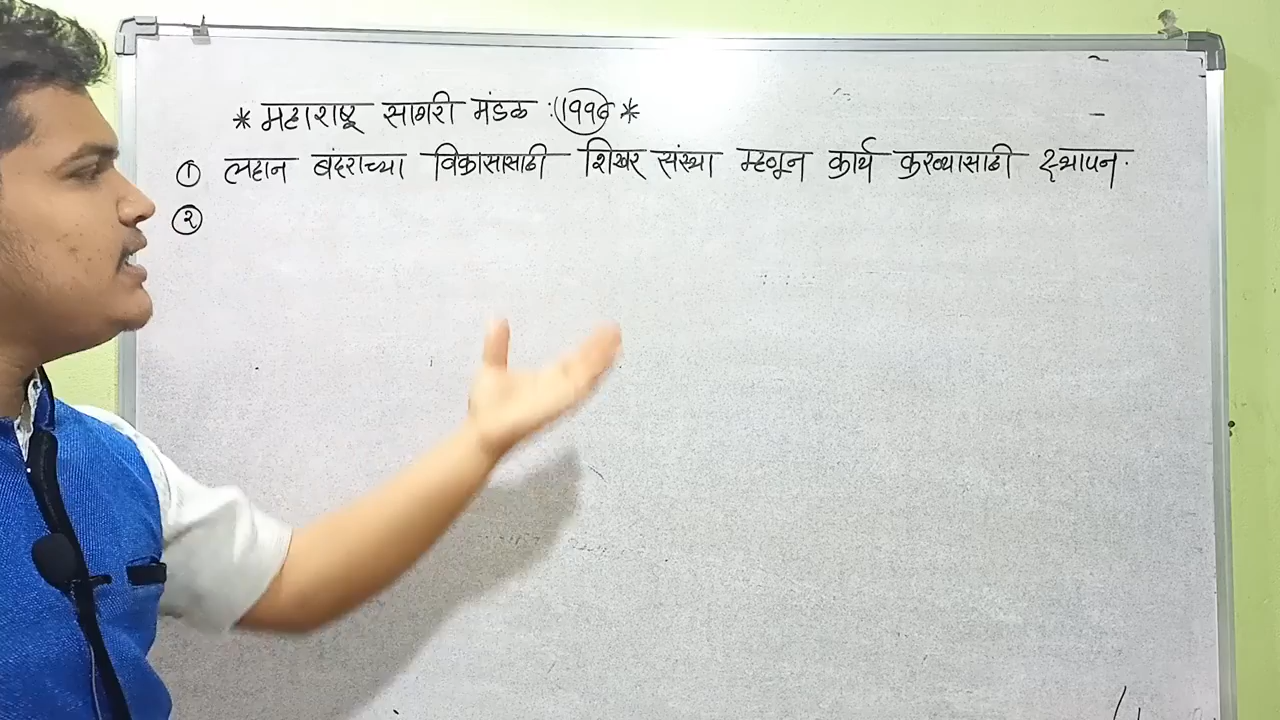 * महाराष्ट्र सागरी मंडळ :(१९९६ *
① लहान बंदराच्या विकासासाठी शिखर संस्था म्हणून कार्य करण्यासाठी स्थापन.
②